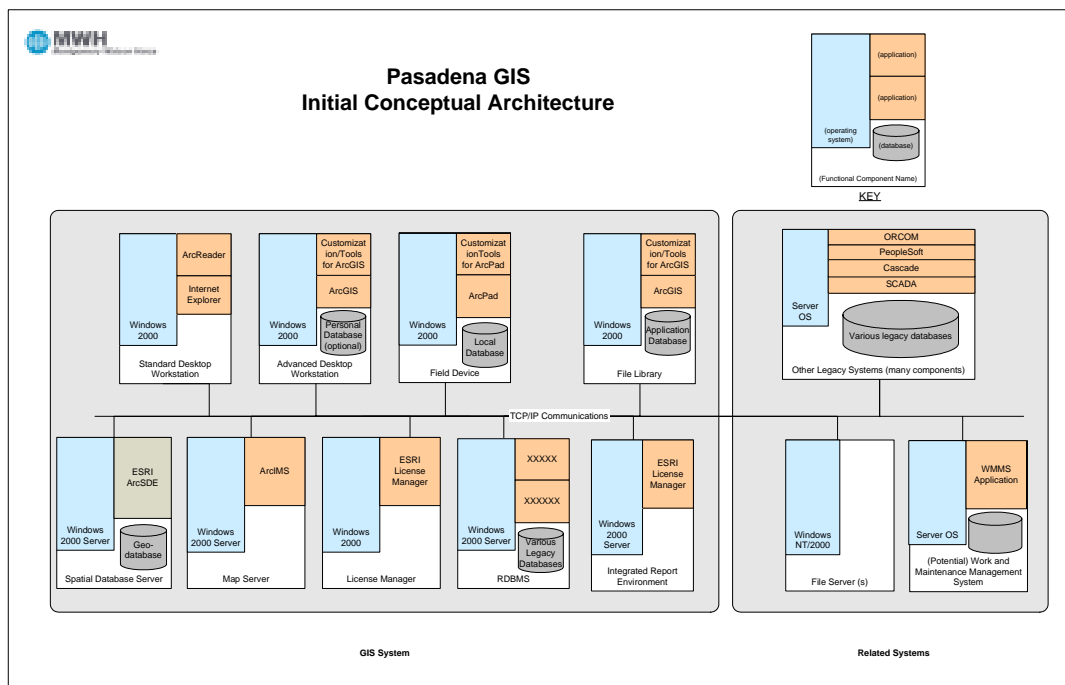 MWH
Pasadena GIS
Initial Conceptual Architecture
(application)
(application)
(operating
system)
(database)
(Functional Component Name)
KEY
ArcReader
Internet
Explorer
Windows
2000
Standard Desktop
Workstation
Customizat
ion/Tools
for ArcGIS
ArcGIS
Personal
Database
(optional)
Windows
2000
Advanced Desktop
Workstation
Customizat
ionTools
for ArcPad
ArcPad
Local
Database
Windows
2000
Field Device
Customizat
ion/Tools
for ArcGIS
ArcGIS
Application
Database
Windows
2000
File Library
ORCOM
PeopleSoft
Cascade
SCADA
Server
OS
Various legacy databases
Other Legacy Systems (many components)
TCP/IP Communications
ESRI
ArcSDE
Windows
2000 Server
Geo-
database
Spatial Database Server
ArcIMS
Windows
2000 Server
Map Server
ESRI
License
Manager
Windows
2000
License Manager
XXXXX
XXXXXX
Windows
2000 Server
Various
Legacy
Databases
RDBMS
ESRI
License
Manager
Windows
2000
Server
Integrated Report
Environment
Windows
NT/2000
File Server (s)
WMMS
Application
Server OS
(Potential) Work and
Maintenance Management
System
GIS System
Related Systems